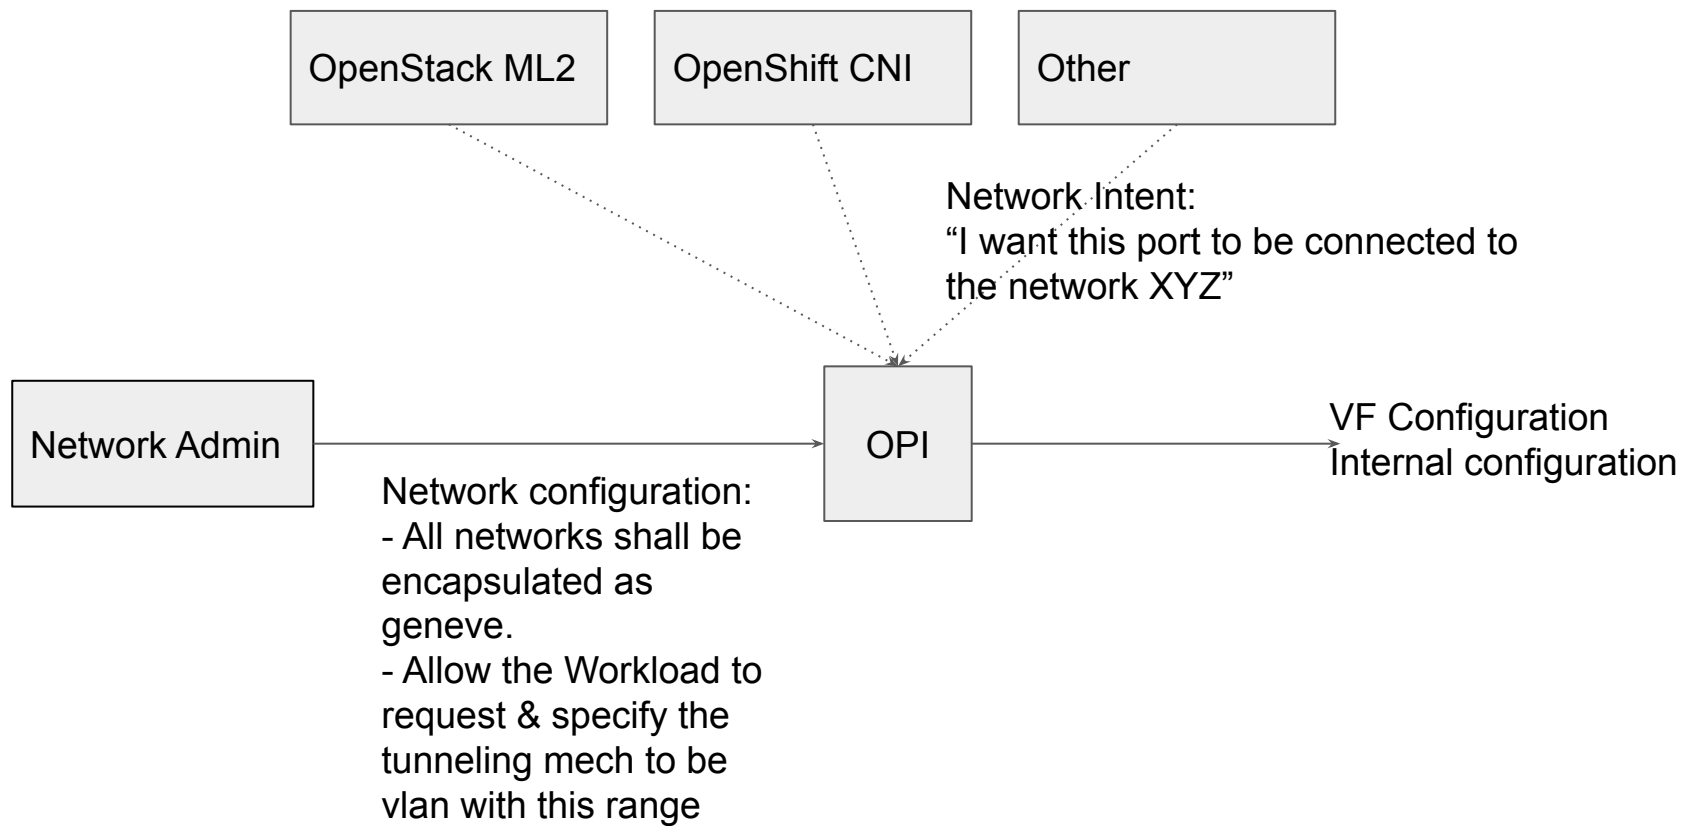 OpenStack ML2
OpenShift CNI
Other
Network Intent:
“I want this port to be connected to
the network XYZ”
Network Admin
OPI
VF Configuration
Internal configuration
Network configuration:
- All networks shall be
encapsulated as
geneve.
- Allow the Workload to
request & specify the
tunneling mech to be
vlan with this range